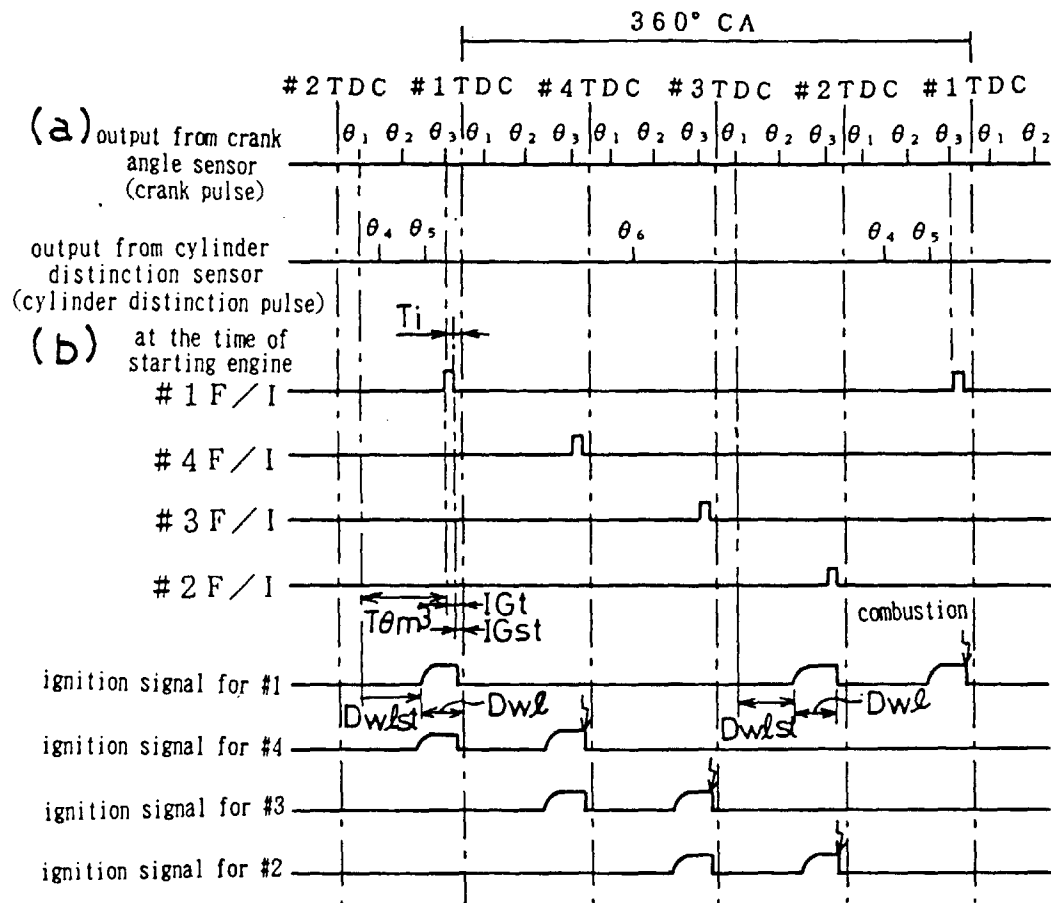 360° CA
#2TDC #1TDC #4TDC #3TDC #2TDC #1TDC
(a) output from crank angle sensor (crank pulse)
θ1 θ2 θ3 θ1 θ2 θ3 θ1 θ2 θ3 θ1 θ2 θ3 θ1 θ2 θ3 θ1 θ2
output from cylinder distinction sensor (cylinder distinction pulse)
θ4 θ5 θ6 θ4 θ5
Ti
(b) at the time of starting engine
#1 F/I
#4 F/I
#3 F/I
#2 F/I
Tθm3 IGt
IGst
combustion
ignition signal for #1
Dwlst Dwl Dwlst Dwl
ignition signal for #4
ignition signal for #3
ignition signal for #2